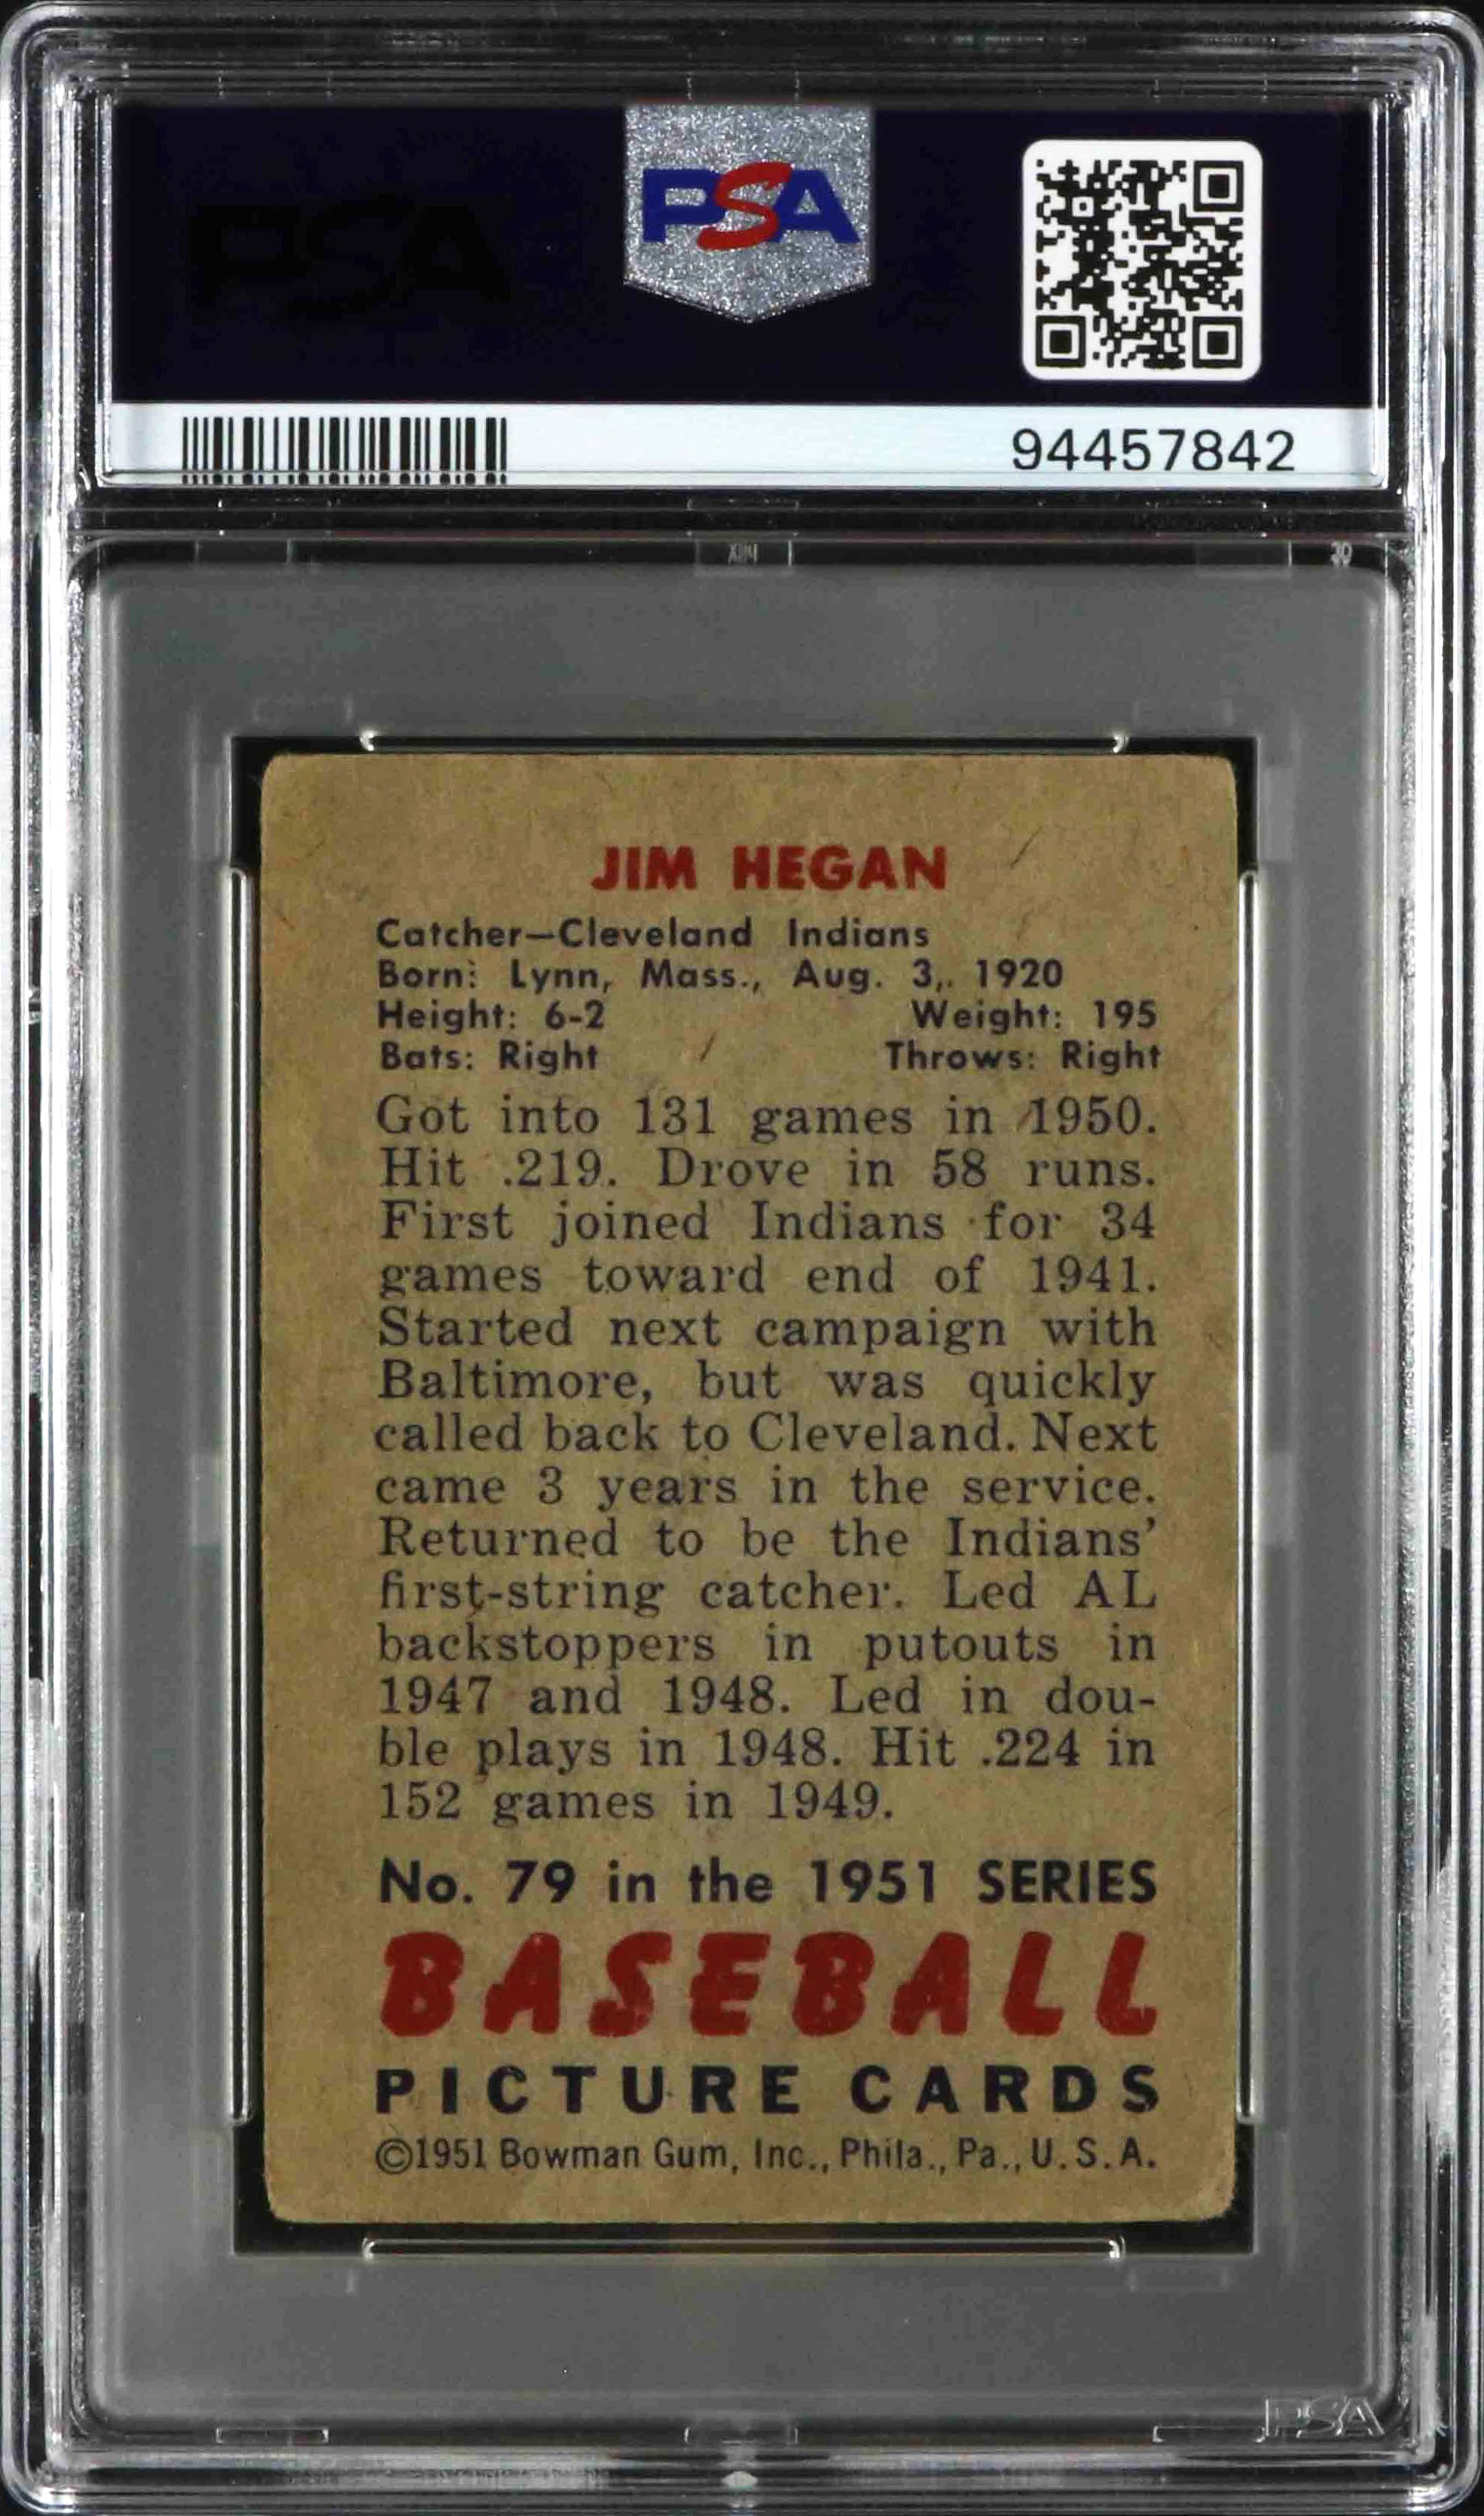 PSA
PSA
94457842
JIM HEGAN
Catcher—Cleveland Indians
Born: Lynn, Mass., Aug. 3,. 1920
Height: 6-2 Weight: 195
Bats: Right Throws: Right
Got into 131 games in 1950.
Hit .219. Drove in 58 runs.
First joined Indians for 34
games toward end of 1941.
Started next campaign with
Baltimore, but was quickly
called back to Cleveland. Next
came 3 years in the service.
Returned to be the Indians'
first-string catcher. Led AL
backstoppers in putouts in
1947 and 1948. Led in dou-
ble plays in 1948. Hit .224 in
152 games in 1949.
No. 79 in the 1951 SERIES
BASEBALL
PICTURE CARDS
©1951 Bowman Gum, Inc., Phila., Pa., U.S.A.
PSA